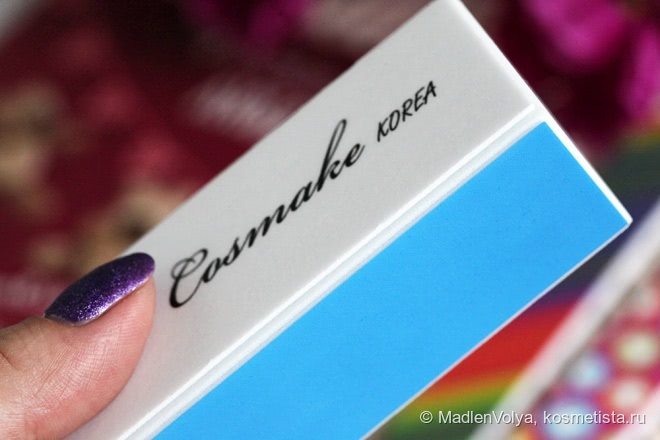 Cosmake KOREA
© MadlenVolya, kosmetista.ru